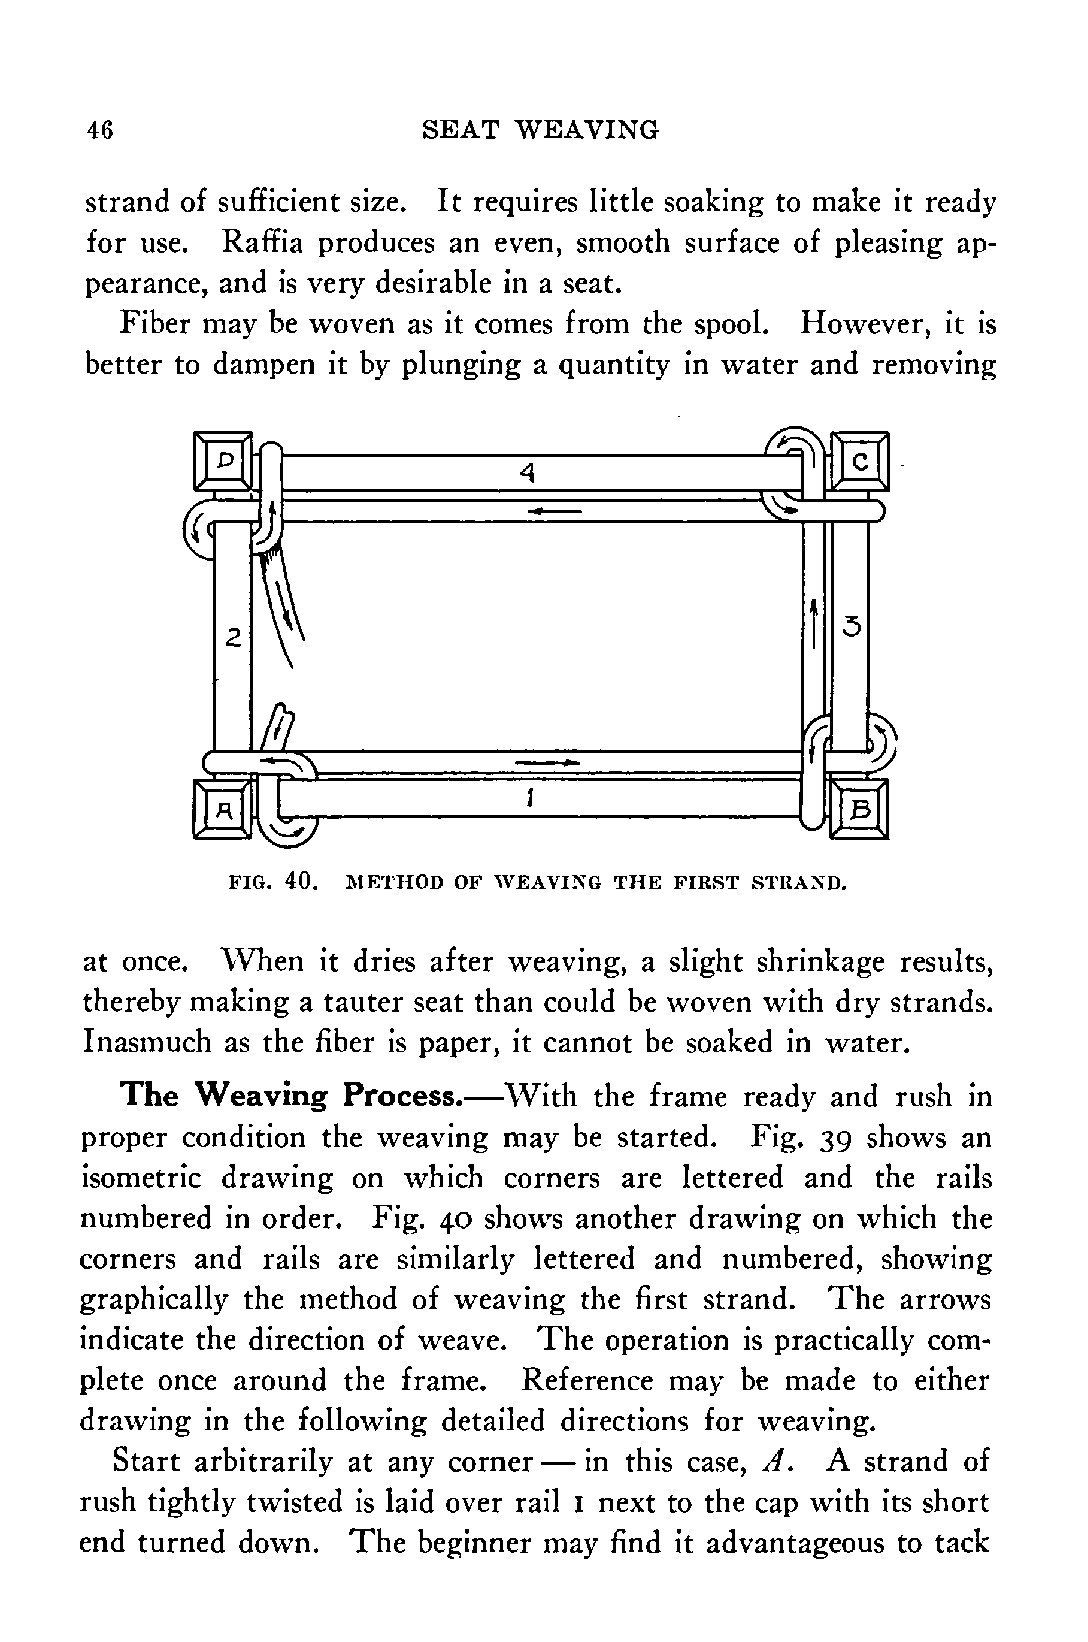 46 SEAT WEAVING
strand of sufficient size. It requires little soaking to make it ready
for use. Raffia produces an even, smooth surface of pleasing ap-
pearance, and is very desirable in a seat.
Fiber may be woven as it comes from the spool. However, it is
better to dampen it by plunging a quantity in water and removing
D 4 C
2 3
A 1 B
FIG. 40. METHOD OF WEAVING THE FIRST STRAND.
at once. When it dries after weaving, a slight shrinkage results,
thereby making a tauter seat than could be woven with dry strands.
Inasmuch as the fiber is paper, it cannot be soaked in water.
The Weaving Process.—With the frame ready and rush in
proper condition the weaving may be started. Fig. 39 shows an
isometric drawing on which corners are lettered and the rails
numbered in order. Fig. 40 shows another drawing on which the
corners and rails are similarly lettered and numbered, showing
graphically the method of weaving the first strand. The arrows
indicate the direction of weave. The operation is practically com-
plete once around the frame. Reference may be made to either
drawing in the following detailed directions for weaving.
Start arbitrarily at any corner — in this case, A. A strand of
rush tightly twisted is laid over rail 1 next to the cap with its short
end turned down. The beginner may find it advantageous to tack